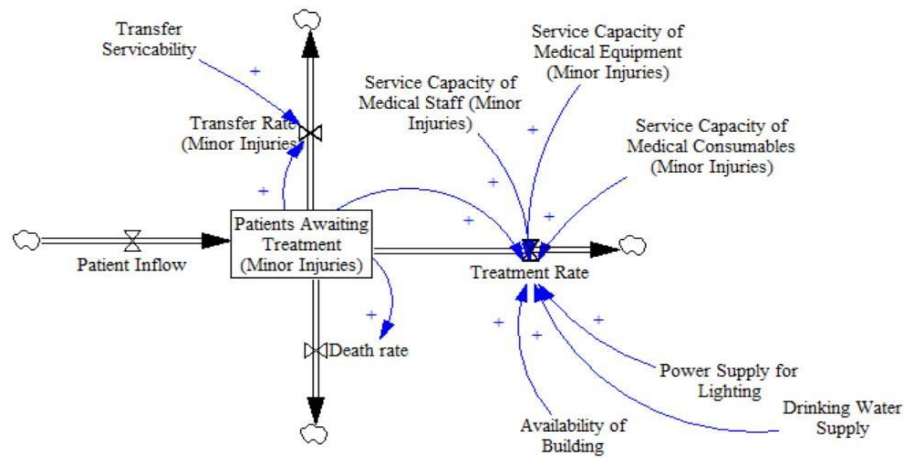 Transfer
Servicability
+
Transfer Rate
(Minor Injuries)
+
Service Capacity of
Medical Equipment
(Minor Injuries)
+
Service Capacity of
Medical Staff (Minor
Injuries)
+
Service Capacity of
Medical Consumables
(Minor Injuries)
+
Patients Awaiting
Treatment
(Minor Injuries)
+
Patient Inflow
Treatment Rate
+
Death rate
+
+
+
Power Supply for
Lighting
Drinking Water
Supply
Availability of
Building